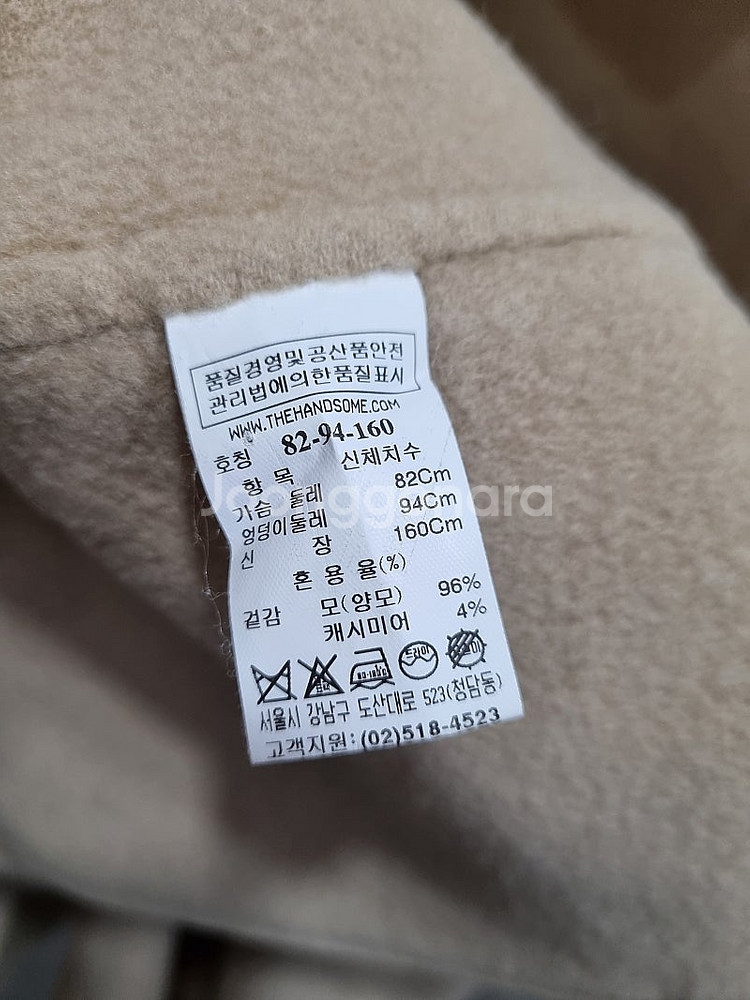 품질경영및공산품안전
관리법에의한품질표시
WWW.THEHANDSOME.COM
호칭 82-94-160
항 목 신체치수
가슴 둘레 82Cm
엉덩이둘레 94Cm
신 장 160Cm
혼 용 율(%)
겉감 모(양모) 96%
캐시미어 4%
드라이
서울시 강남구 도산대로 523(청담동)
고객지원: (02)518-4523
Joonggonara